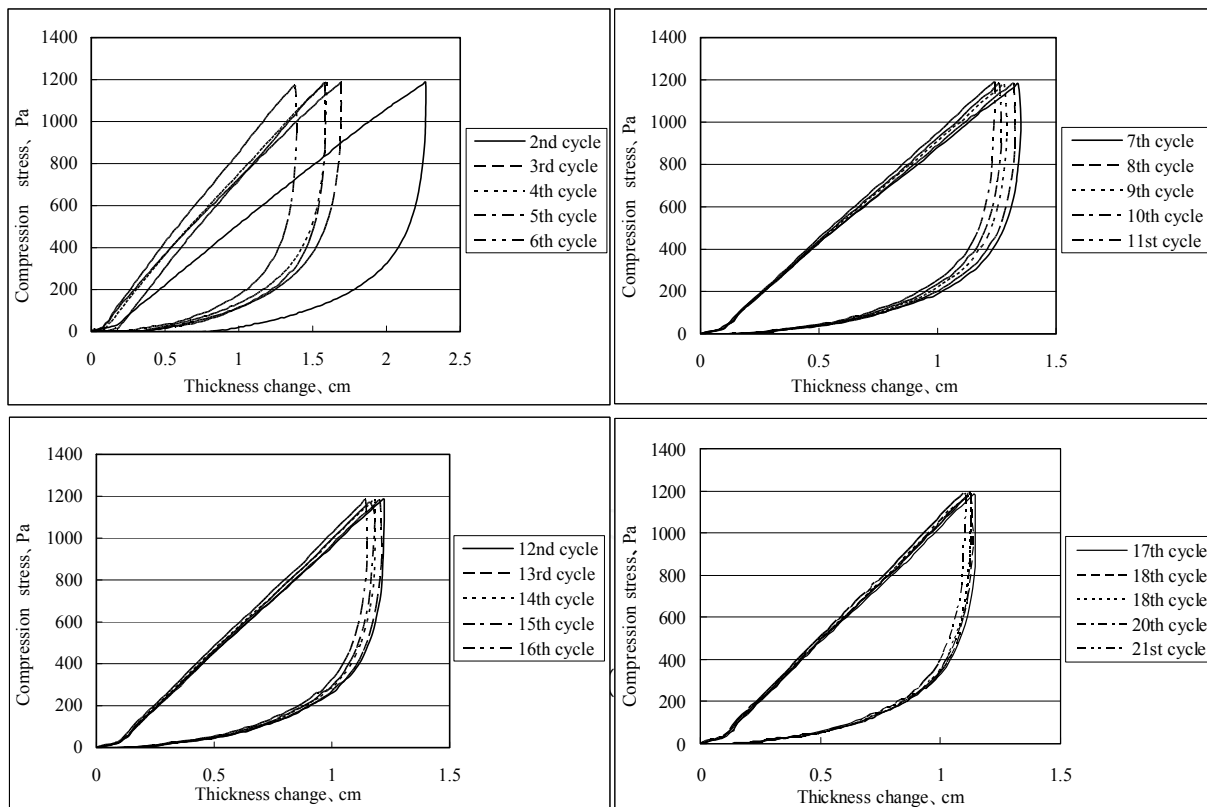 1400
1200
1000
800
600
400
200
0
Compression stress、Pa
0 0.5 1 1.5 2 2.5
Thickness change、cm
2nd cycle
3rd cycle
4th cycle
5th cycle
6th cycle
1400
1200
1000
800
600
400
200
0
Compression stress、Pa
0 0.5 1 1.5
Thickness change、cm
7th cycle
8th cycle
9th cycle
10th cycle
11st cycle
1400
1200
1000
800
600
400
200
0
Compression stress、Pa
0 0.5 1 1.5
Thickness change、cm
12nd cycle
13rd cycle
14th cycle
15th cycle
16th cycle
1400
1200
1000
800
600
400
200
0
Compression stress、Pa
0 0.5 1 1.5
Thickness change、cm
17th cycle
18th cycle
18th cycle
20th cycle
21st cycle